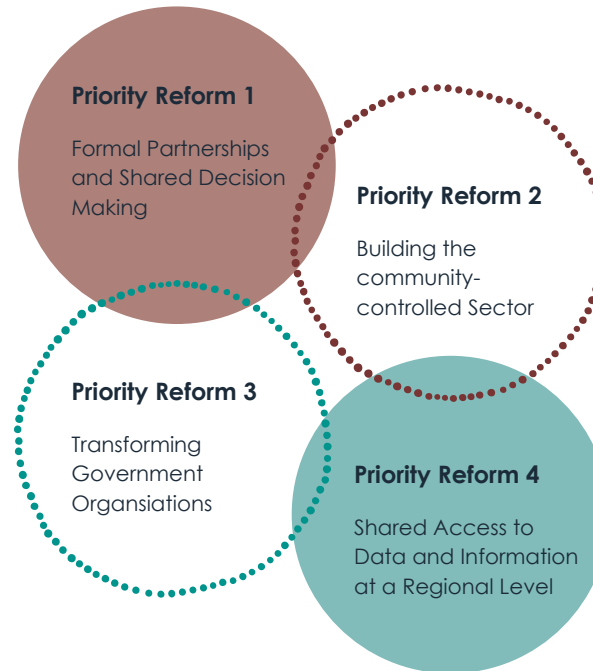 Priority Reform 1
Formal Partnerships
and Shared Decision
Making
Priority Reform 2
Building the
community-
controlled Sector
Priority Reform 3
Transforming
Government
Organsiations
Priority Reform 4
Shared Access to
Data and Information
at a Regional Level